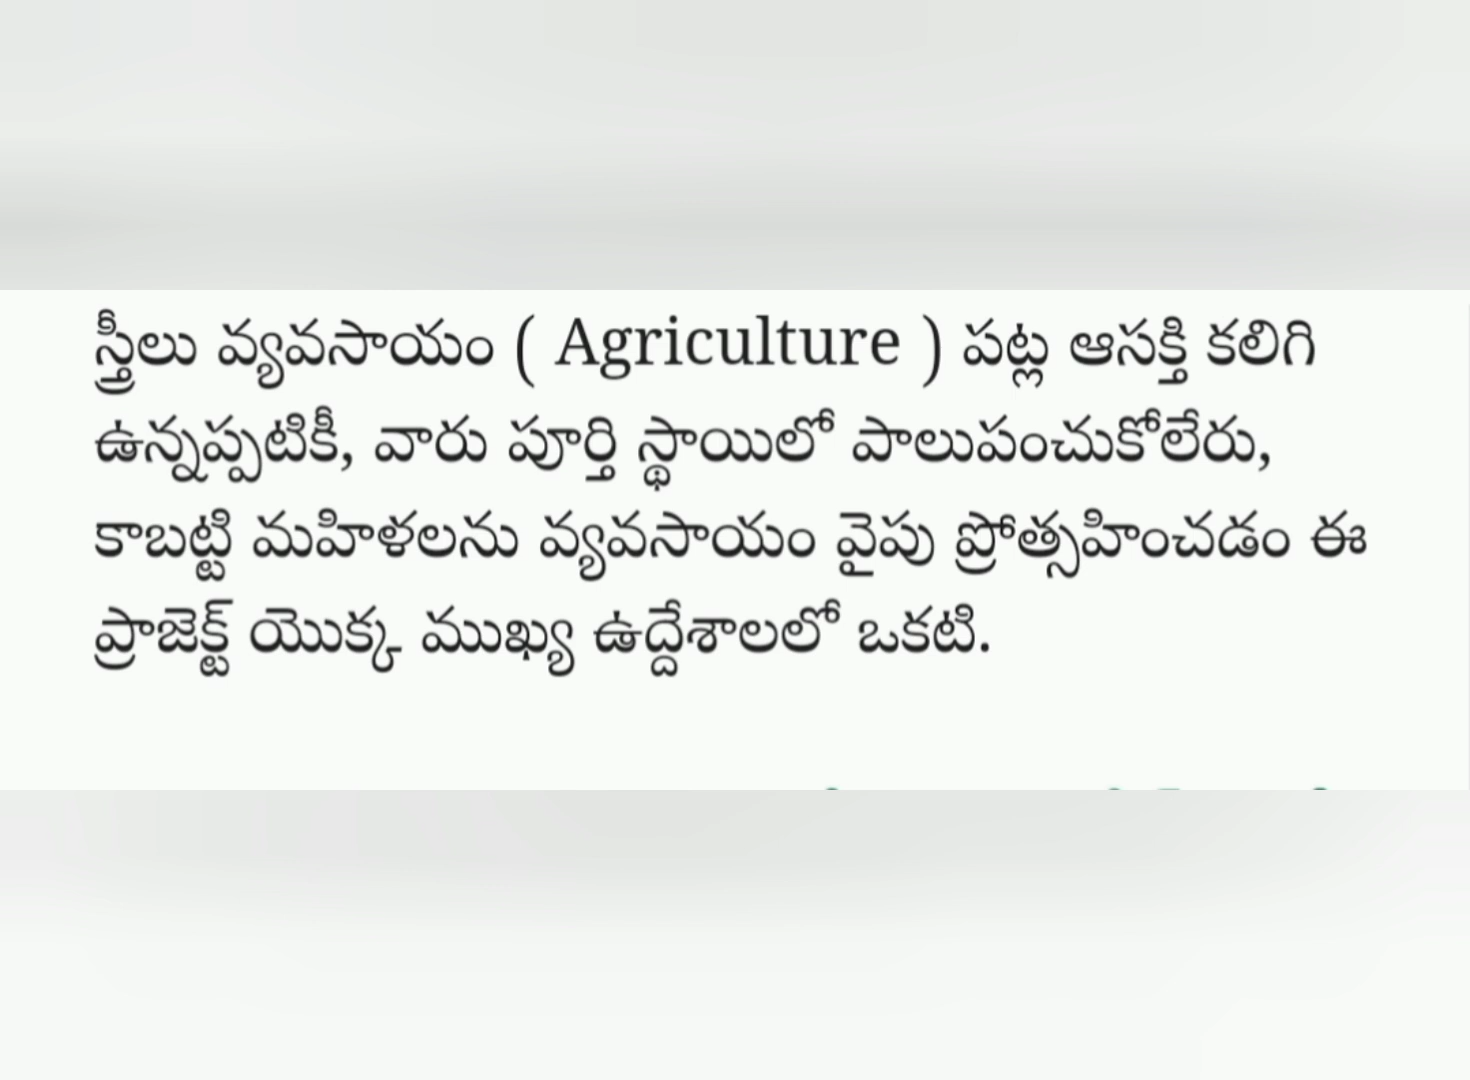 స్త్రీలు వ్యవసాయం ( Agriculture ) పట్ల ఆసక్తి కలిగి
ఉన్నప్పటికీ, వారు పూర్తి స్థాయిలో పాలుపంచుకోలేరు,
కాబట్టి మహిళలను వ్యవసాయం వైపు ప్రోత్సహించడం ఈ
ప్రాజెక్ట్ యొక్క ముఖ్య ఉద్దేశాలలో ఒకటి.